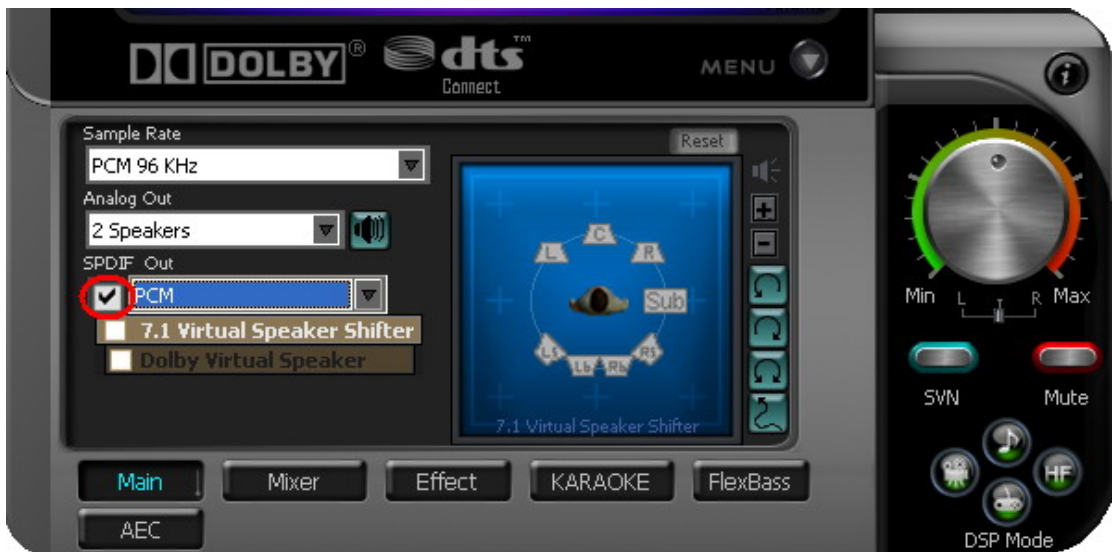 DOLBY® dts™
Connect
MENU
Sample Rate
Reset
PCM 96 KHz
Analog Out
2 Speakers
SPDIF Out
PCM
7.1 Virtual Speaker Shifter
Dolby Virtual Speaker
L C R
Sub
Ls Lb Rb Rs
7.1 Virtual Speaker Shifter
Min L R Max
SVN Mute
HF
DSP Mode
Main Mixer Effect KARAOKE FlexBass
AEC